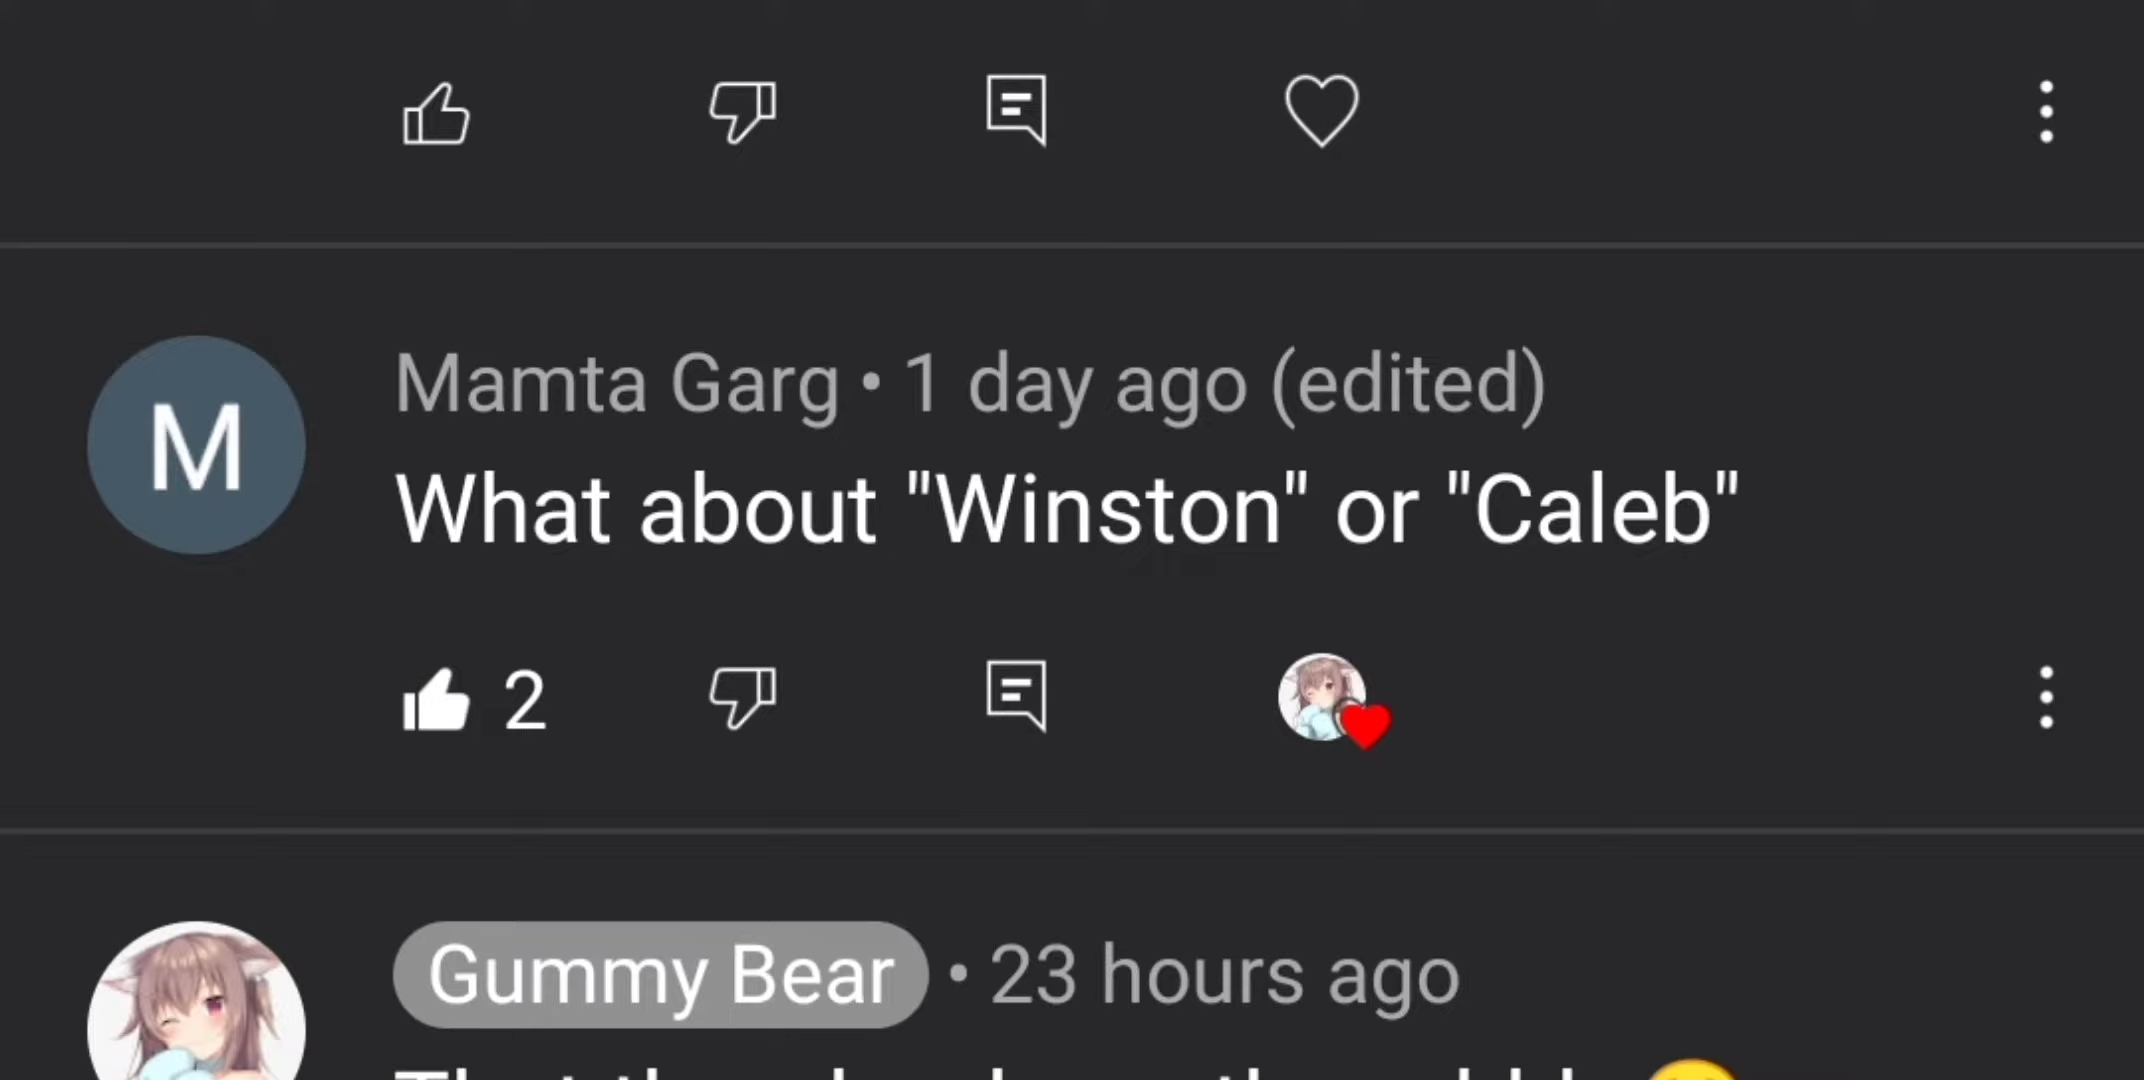 Mamta Garg • 1 day ago (edited)
M
What about "Winston" or "Caleb"
2
Gummy Bear • 23 hours ago